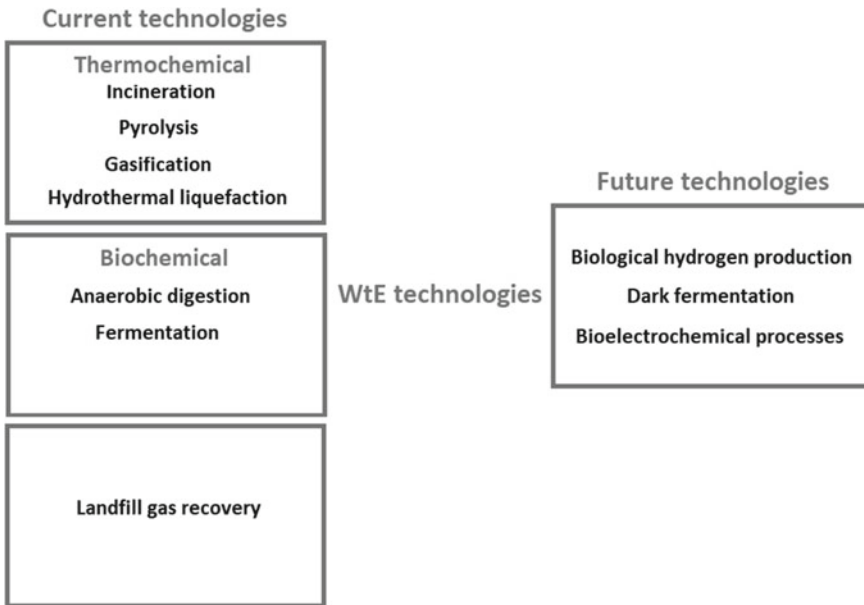 Current technologies
Thermochemical
Incineration
Pyrolysis
Gasification
Hydrothermal liquefaction
Biochemical
Anaerobic digestion
Fermentation
Landfill gas recovery
WtE technologies
Future technologies
Biological hydrogen production
Dark fermentation
Bioelectrochemical processes